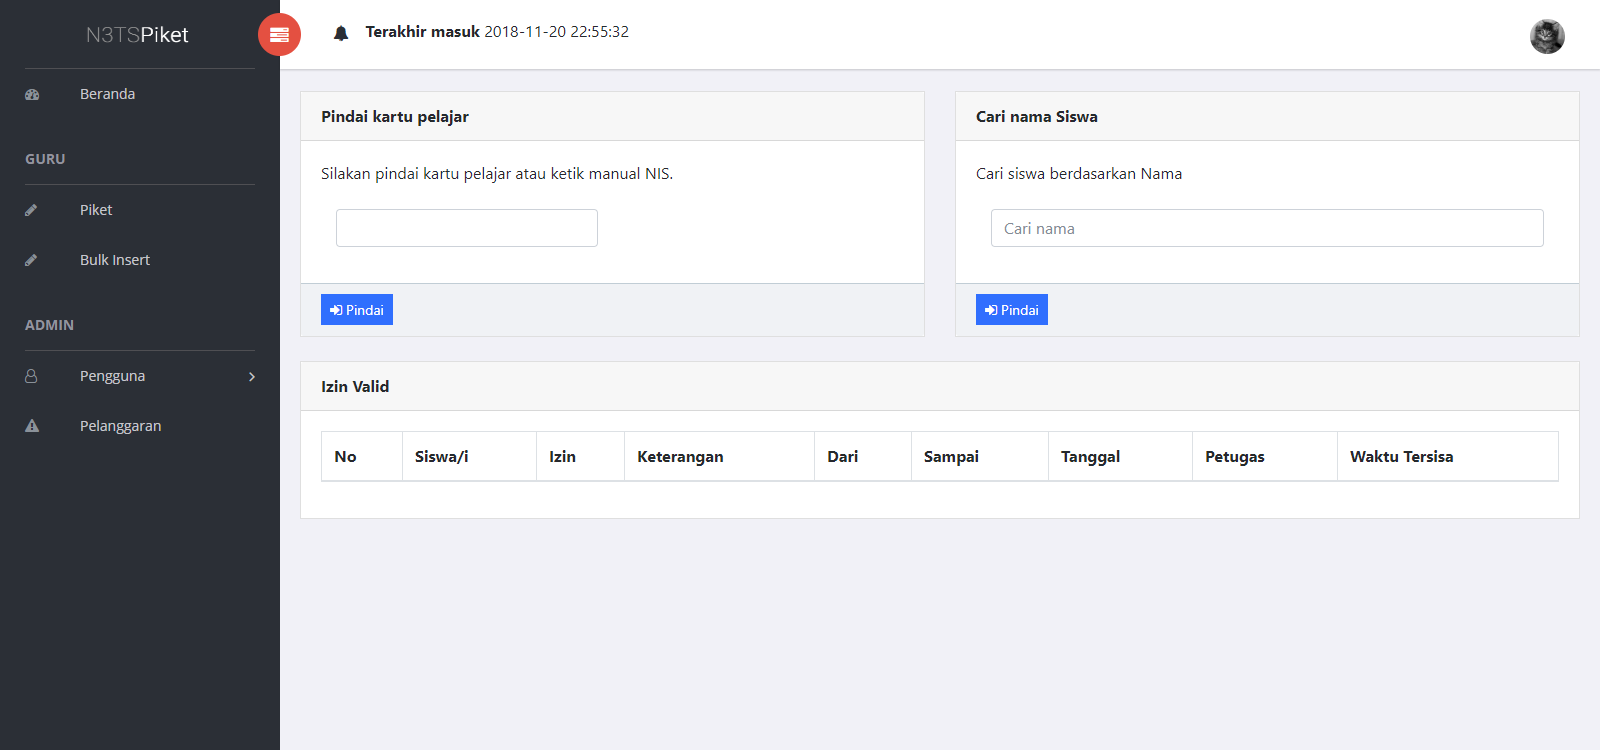 N3TSPiket
Terakhir masuk 2018-11-20 22:55:32
Beranda
GURU
Piket
Bulk Insert
ADMIN
Pengguna
Pelanggaran
Pindai kartu pelajar
Silakan pindai kartu pelajar atau ketik manual NIS.
Pindai
Cari nama Siswa
Cari siswa berdasarkan Nama
Cari nama
Pindai
Izin Valid
No Siswa/i Izin Keterangan Dari Sampai Tanggal Petugas Waktu Tersisa